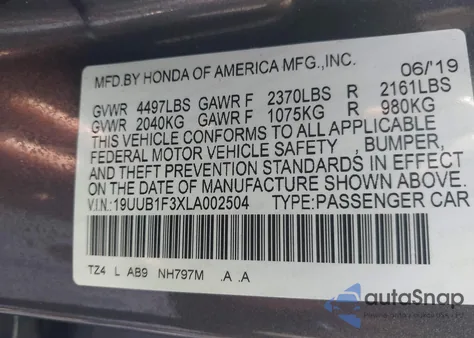 MFD.BY HONDA OF AMERICA MFG.,INC. 06/'19
GVWR 4497LBS GAWR F 2370LBS R 2161LBS
GVWR 2040KG GAWR F 1075KG R 980KG
THIS VEHICLE CONFORMS TO ALL APPLICABLE
FEDERAL MOTOR VEHICLE SAFETY , BUMPER,
AND THEFT PREVENTION STANDARDS IN EFFECT
ON THE DATE OF MANUFACTURE SHOWN ABOVE.
V.I.N:19UUB1F3XLA002504 TYPE:PASSENGER CAR
TZ4 L AB9 NH797M .A .A
autoSnap